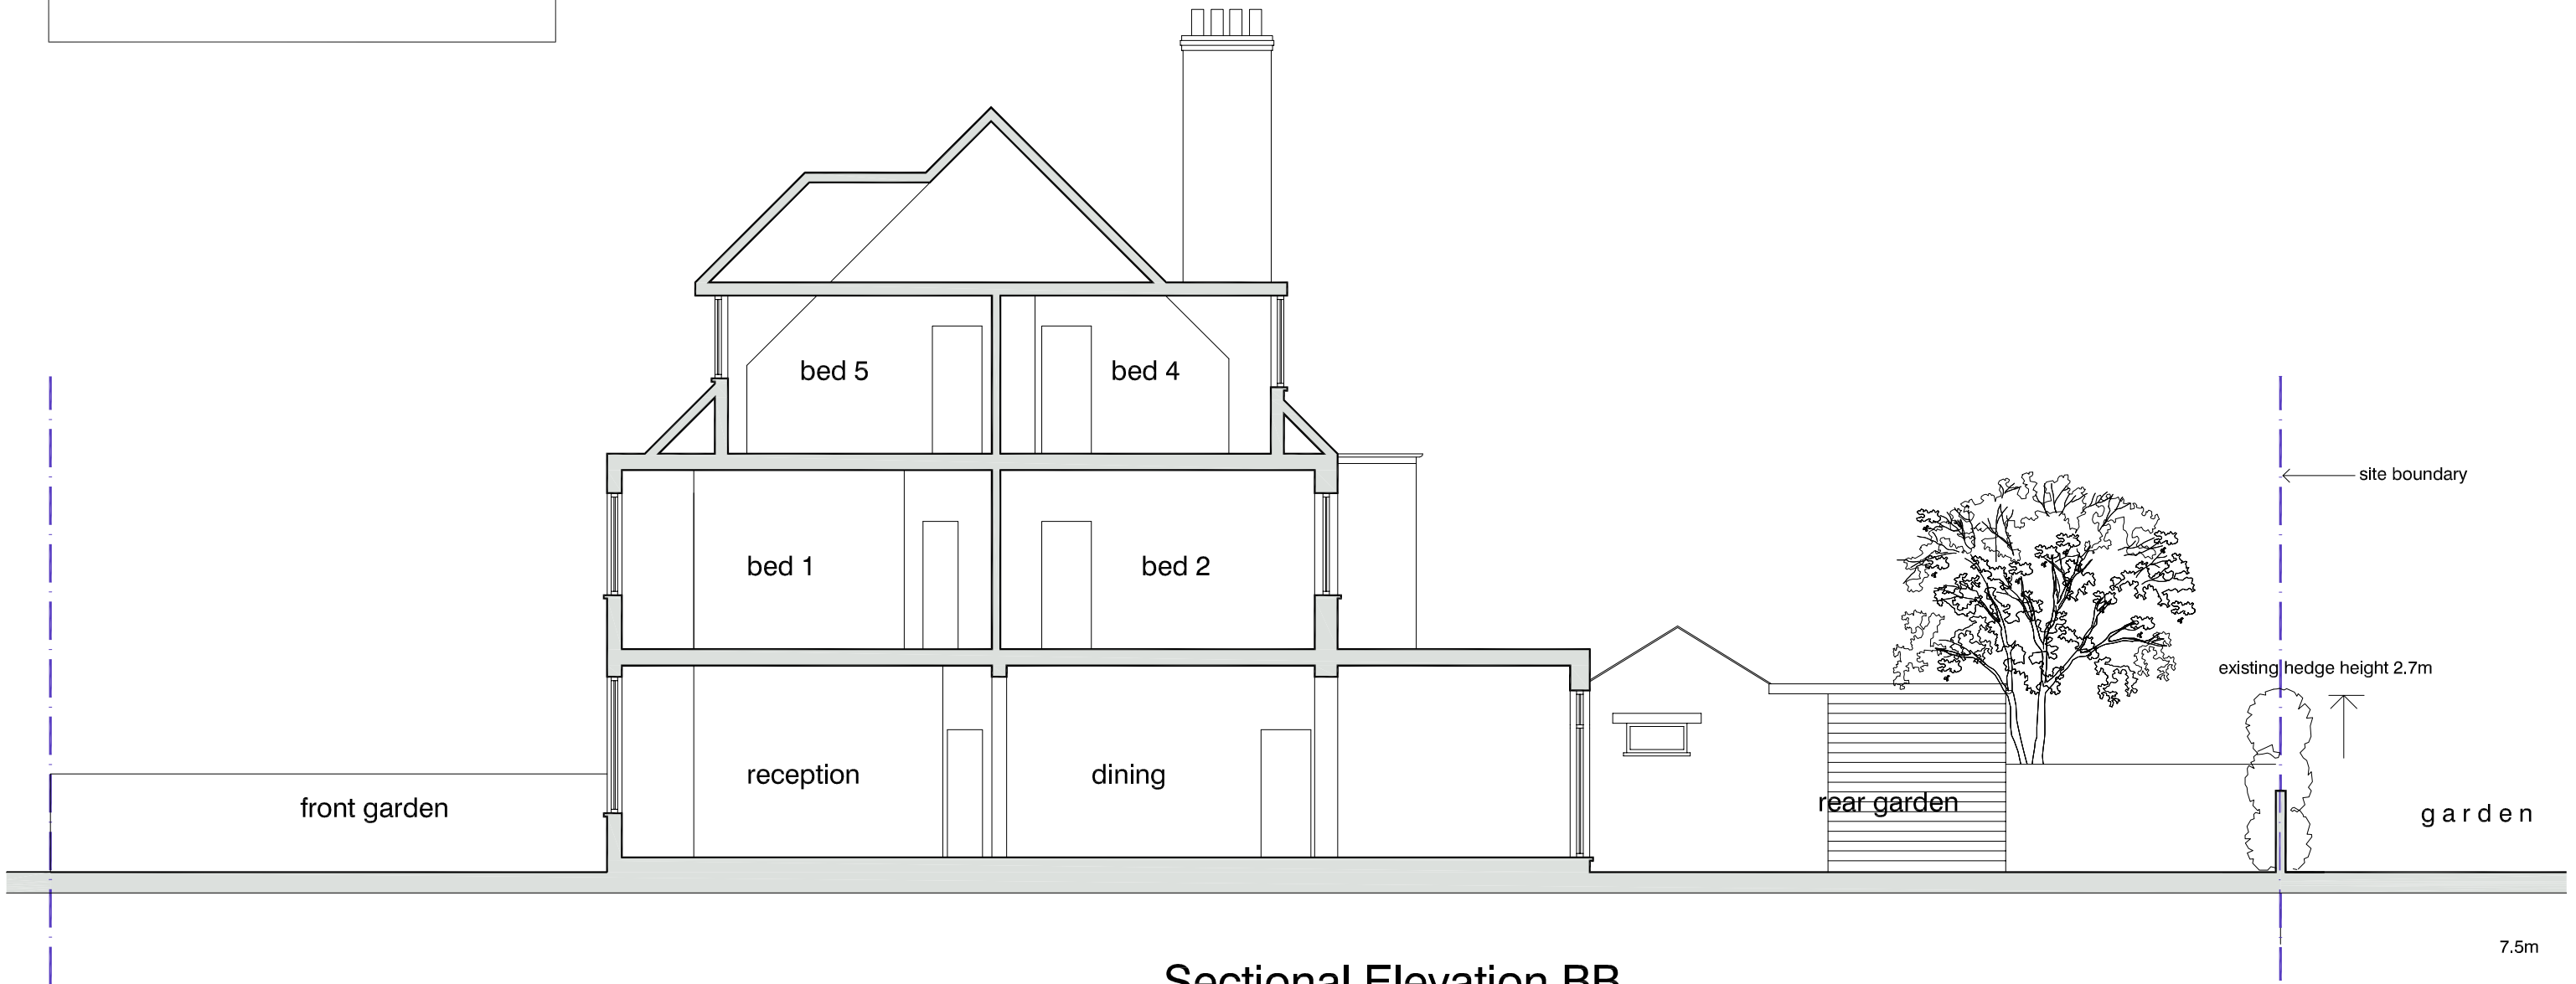 bed 5
bed 4
site boundary
bed 1
bed 2
existing hedge height 2.7m
reception
dining
front garden
rear garden
garden
7.5m
Sectional Elevation BB